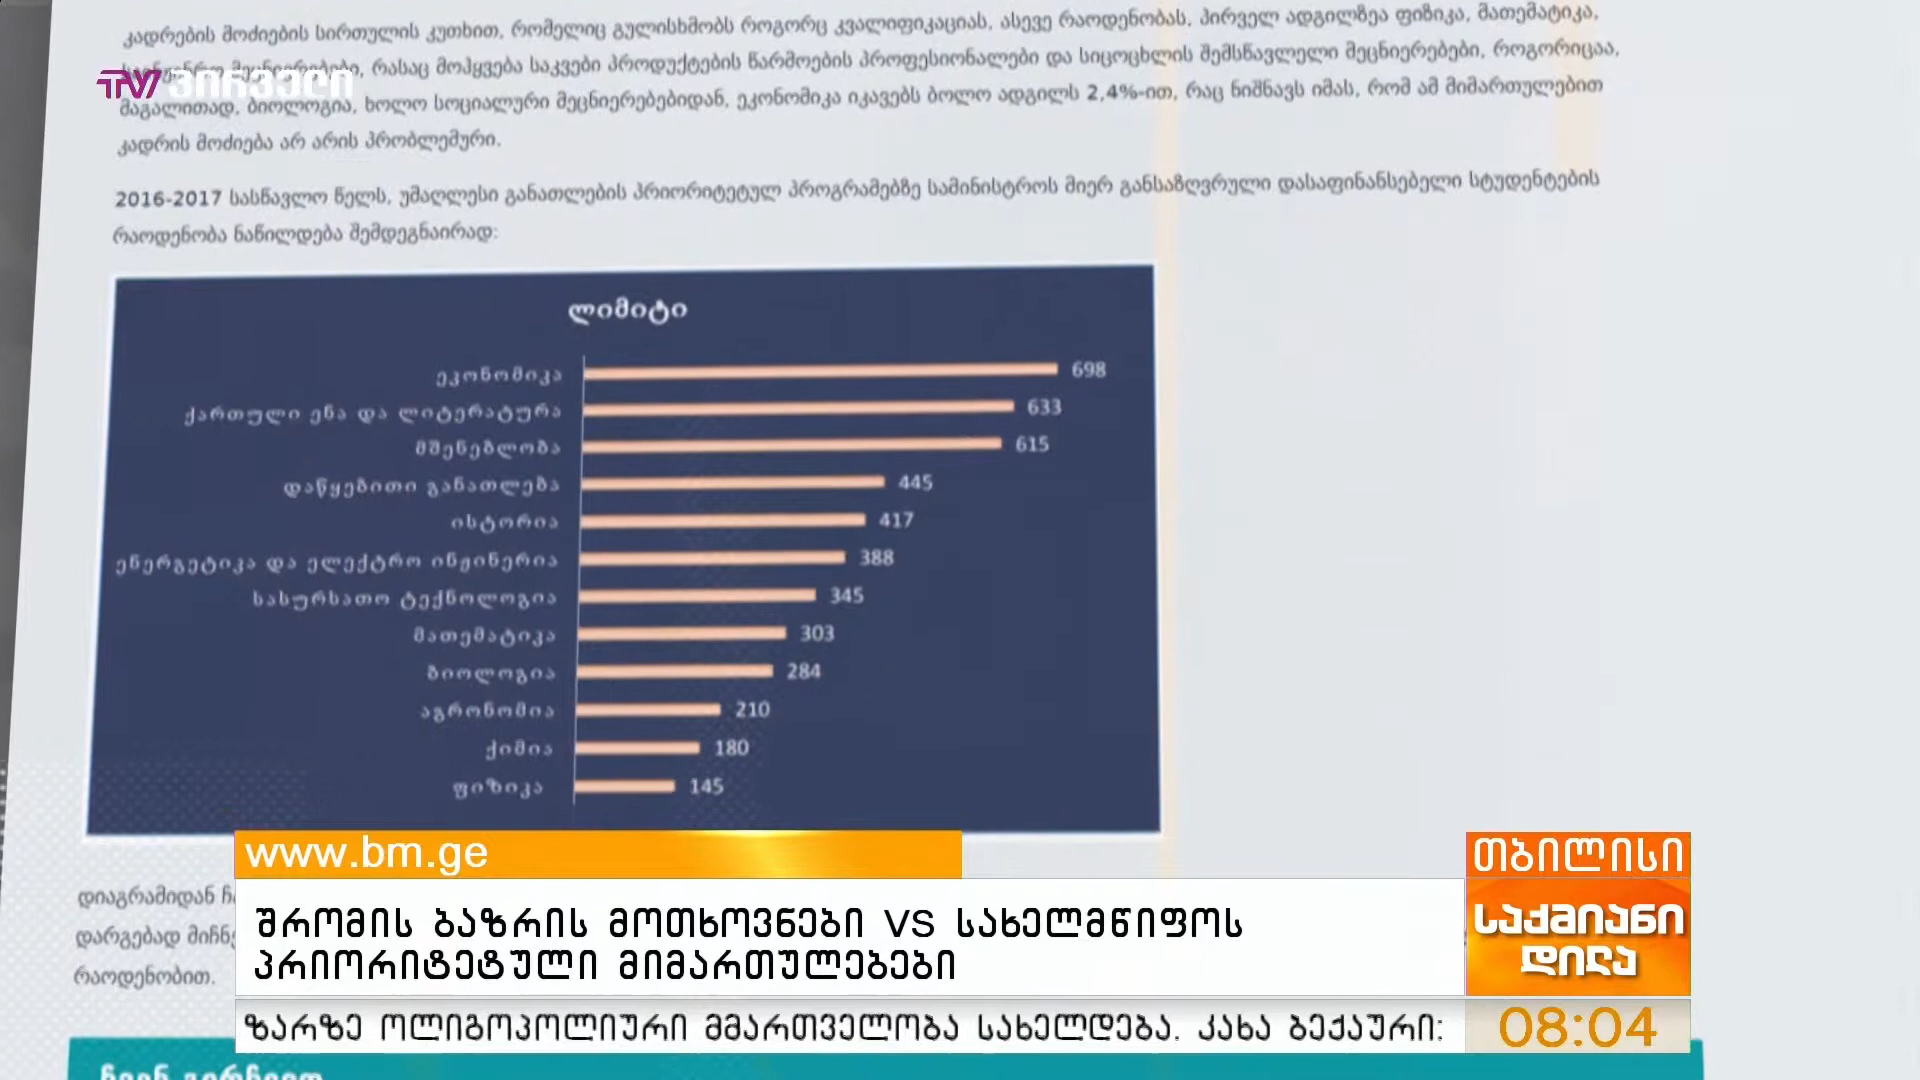 კადრების მოძიების სირთულის კუთხით, რომელიც გულისხმობს როგორც კვალიფიკაციას, ასევე რაოდენობას, პირველ ადგილზეა ფიზიკა, მათემატიკა,
რასაც მოჰყვება საკვები პროდუქტების წარმოების პროფესიონალები და სიცოცხლის შემსწავლელი მეცნიერებები, როგორიცაა,
TV პირველი
მაგალითად, ბიოლოგია, ხოლო სოციალური მეცნიერებებიდან, ეკონომიკა იკავებს ბოლო ადგილს 2,4%-ით, რაც ნიშნავს იმას, რომ ამ მიმართულებით
კადრის მოძიება არ არის პრობლემური.
2016-2017 სასწავლო წელს, უმაღლესი განათლების პრიორიტეტულ პროგრამებზე სამინისტროს მიერ განსაზღვრული დასაფინანსებელი სტუდენტების
რაოდენობა ნაწილდება შემდეგნაირად:
ლიმიტი
ეკონომიკა 698
ქართული ენა და ლიტერატურა 633
მშენებლობა 615
დაწყებითი განათლება 445
ისტორია 417
ენერგეტიკა და ელექტრო ინჟინერია 388
სასურსათო ტექნოლოგია 345
მათემატიკა 303
ბიოლოგია 284
აგრონომია 210
ქიმია 180
ფიზიკა 145
www.bm.ge
თბილისი
დიაგრამიდან
შრომის ბაზრის მოთხოვნები VS სახელმწიფოს
საქმიანი
დარგებად
პრიორიტეტული მიმართულებები
დილა
რაოდენობით.
ზარზე ოლიგოპოლიური მმართველობა სახელდება. კახა ბექაური:
08:04